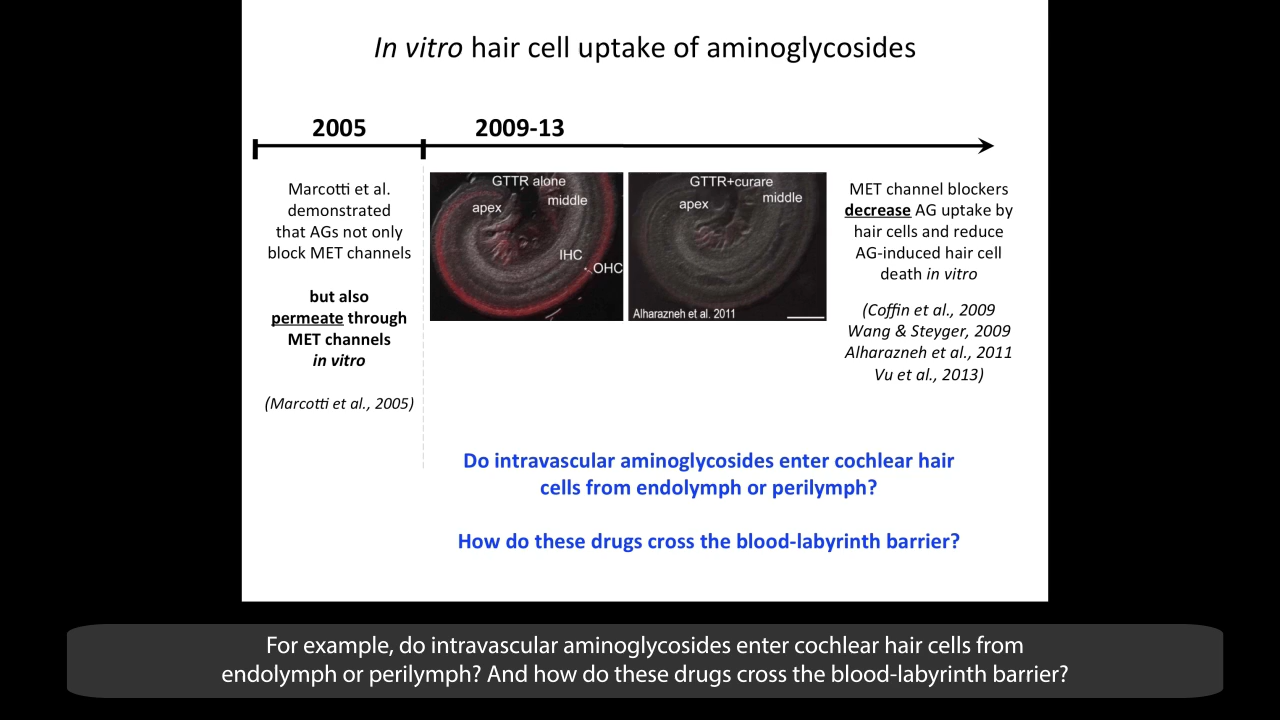 In vitro hair cell uptake of aminoglycosides
2005
2009-13
Marcotti et al.
demonstrated
that AGs not only
block MET channels
but also
permeate through
MET channels
in vitro
(Marcotti et al., 2005)
GTTR alone
apex
middle
IHC
OHC
GTTR+curare
apex
middle
Alharazneh et al. 2011
MET channel blockers
decrease AG uptake by
hair cells and reduce
AG-induced hair cell
death in vitro
(Coffin et al., 2009
Wang & Steyger, 2009
Alharazneh et al., 2011
Vu et al., 2013)
Do intravascular aminoglycosides enter cochlear hair
cells from endolymph or perilymph?
How do these drugs cross the blood-labyrinth barrier?
For example, do intravascular aminoglycosides enter cochlear hair cells from
endolymph or perilymph? And how do these drugs cross the blood-labyrinth barrier?